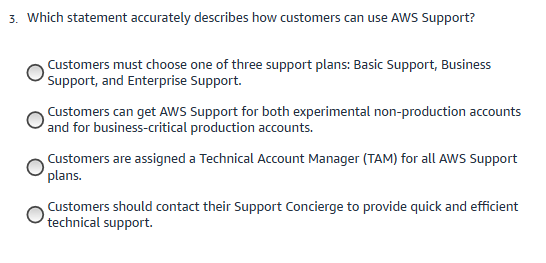 3. Which statement accurately describes how customers can use AWS Support?
Customers must choose one of three support plans: Basic Support, Business
Support, and Enterprise Support.
Customers can get AWS Support for both experimental non-production accounts
and for business-critical production accounts.
Customers are assigned a Technical Account Manager (TAM) for all AWS Support
plans.
Customers should contact their Support Concierge to provide quick and efficient
technical support.